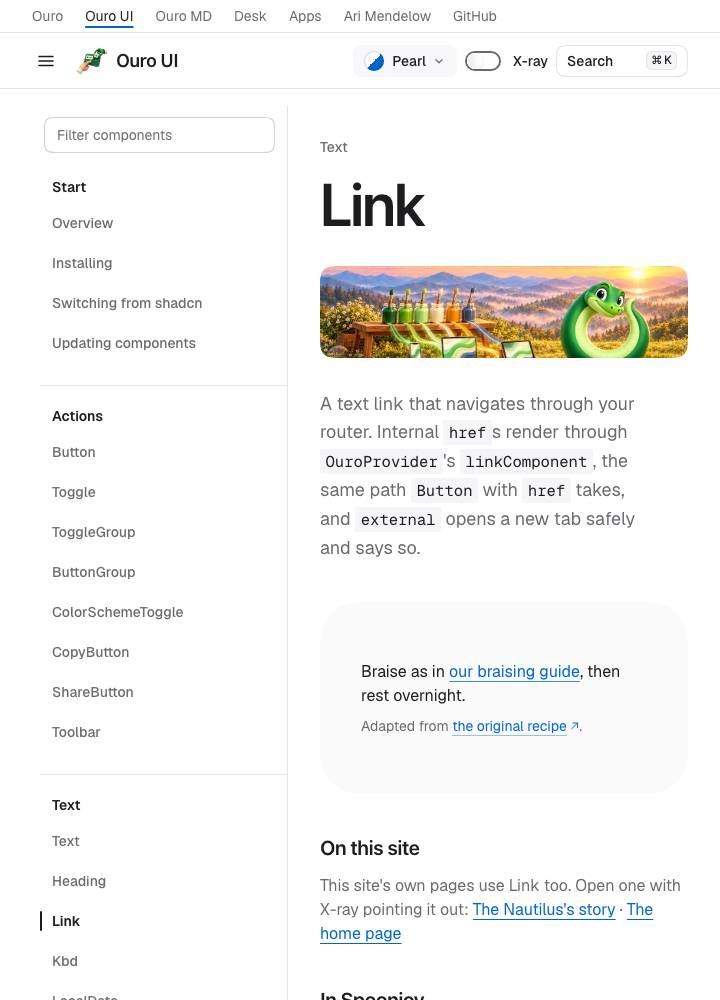 Ouro
Ouro UI
Ouro MD
Desk
Apps
Ari Mendelow
GitHub
Ouro UI
Pearl
X-ray
Search
⌘ K
Filter components
Start
Overview
Installing
Switching from shadcn
Updating components
Actions
Button
Toggle
ToggleGroup
ButtonGroup
ColorSchemeToggle
CopyButton
ShareButton
Toolbar
Text
Text
Heading
Link
Kbd
Text
Link
A text link that navigates through your
router. Internal hrefs render through
OuroProvider's linkComponent, the
same path Button with href takes,
and external opens a new tab safely
and says so.
Braise as in our braising guide, then
rest overnight.
Adapted from the original recipe ↗.
On this site
This site's own pages use Link too. Open one with
X-ray pointing it out: The Nautilus's story · The
home page